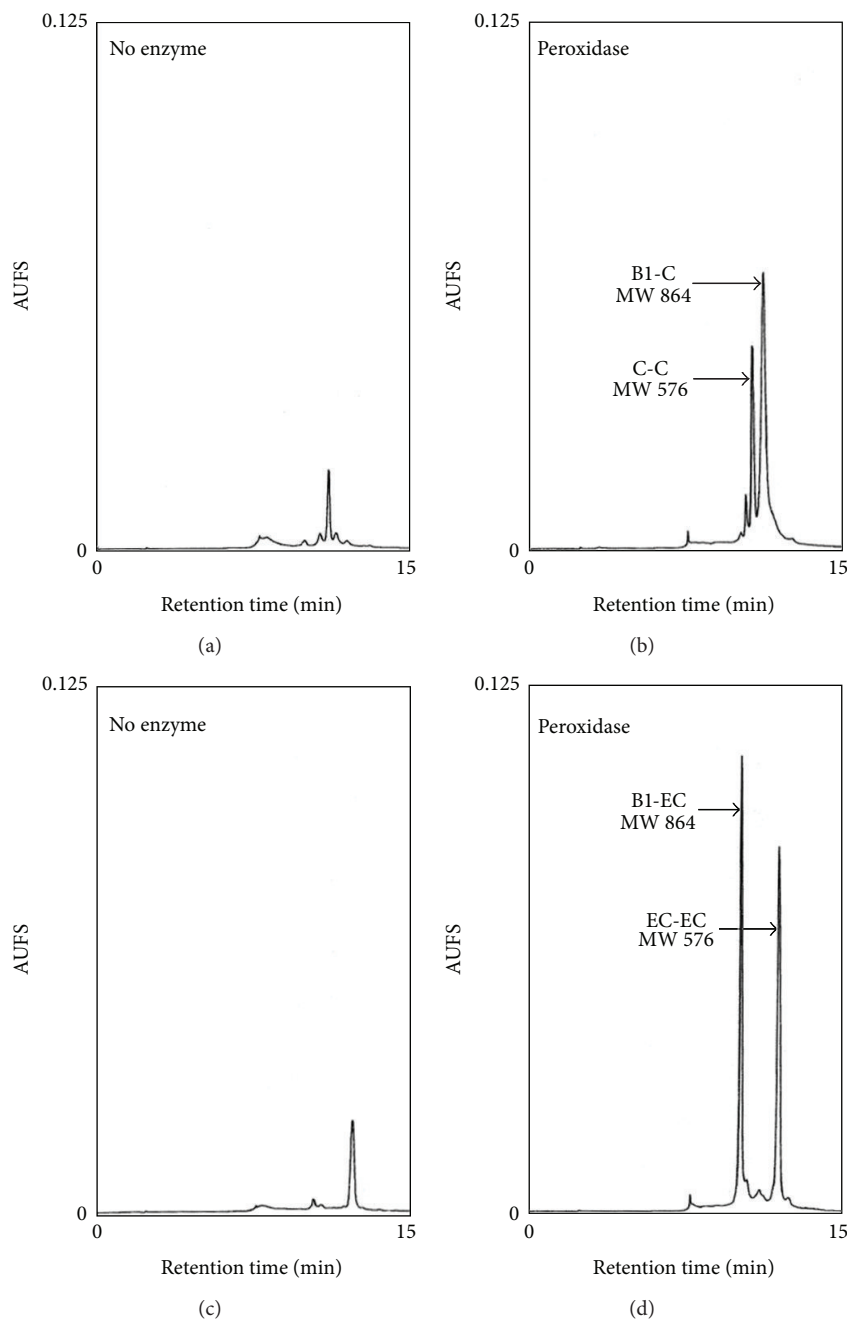 0.125
No enzyme
AUFS
0
0
15
Retention time (min)
(a)
0.125
Peroxidase
B1-C
MW 864
C-C
MW 576
AUFS
0
0
15
Retention time (min)
(b)
0.125
No enzyme
AUFS
0
0
15
Retention time (min)
(c)
0.125
Peroxidase
B1-EC
MW 864
EC-EC
MW 576
AUFS
0
0
15
Retention time (min)
(d)